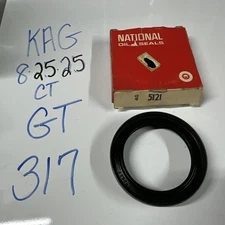 KAG
8·25·25
CT
GT
317
NATIONAL
OIL SEALS
5121